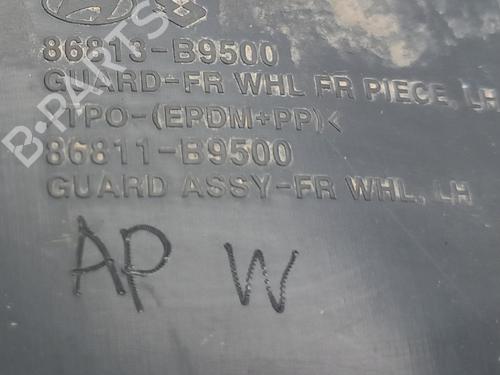 86813-B9500
GUARD-FR WHL FR PIECE, LH
>TPO-(EPDM+PP)<
86811-B9500
GUARD ASSY-FR WHL, LH
AP W
B-PARTS